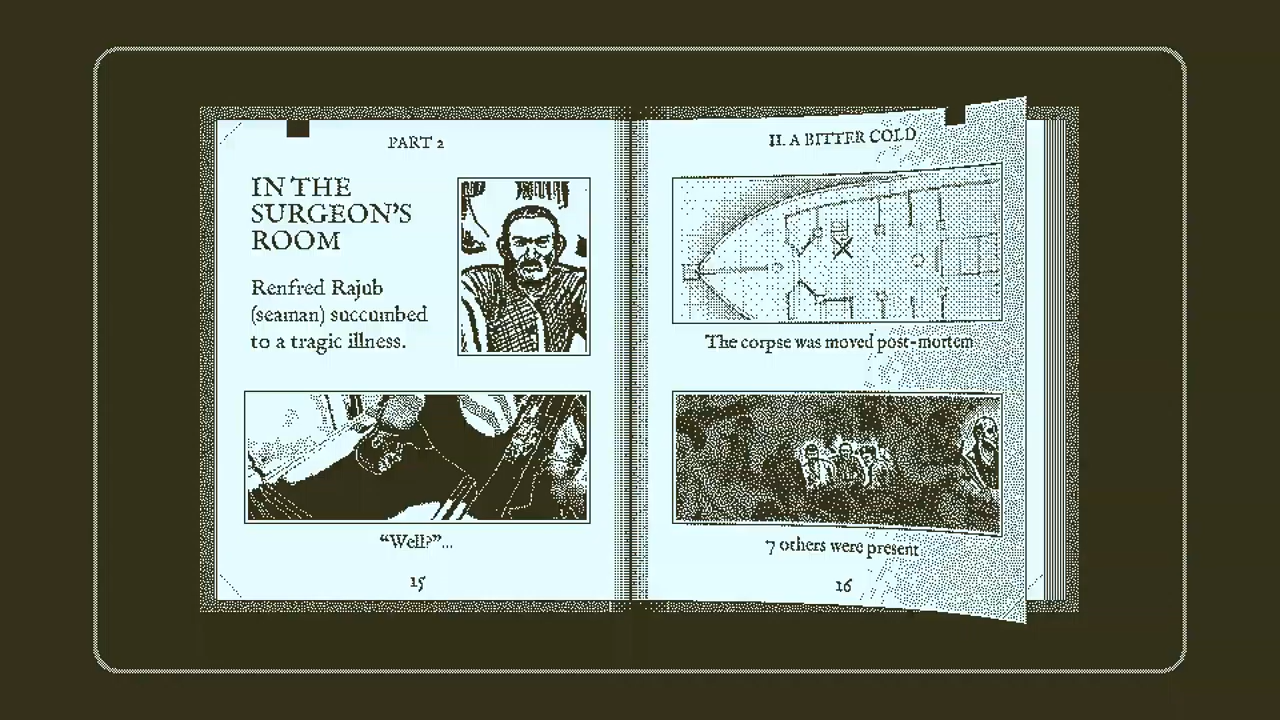 PART 2
IN THE
SURGEON'S
ROOM
Renfred Rajub
(seaman) succumbed
to a tragic illness.
“Well?”...
15
II. A BITTER COLD
The corpse was moved post-mortem
7 others were present
16